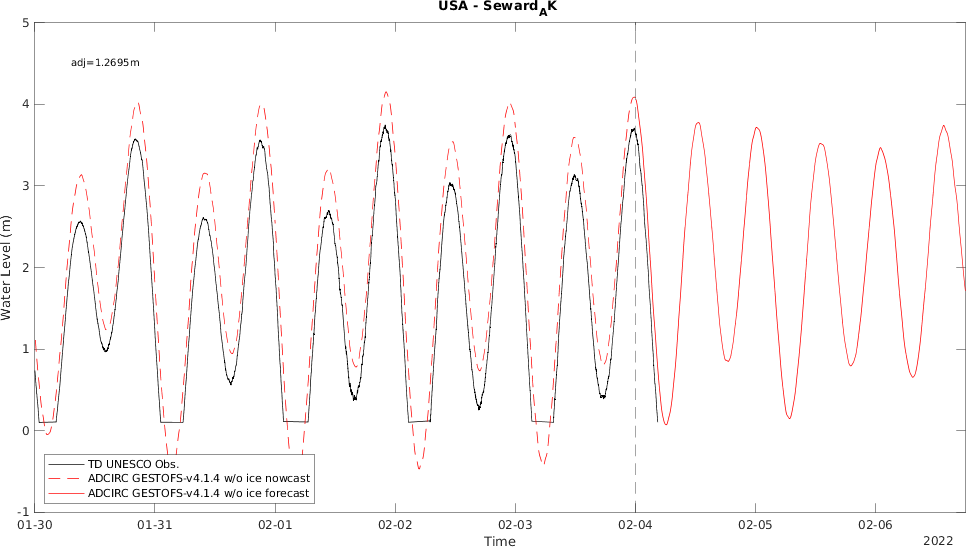 USA - Seward_AK
adj=1.2695m
5
4
3
2
1
0
-1
Water Level (m)
TD UNESCO Obs.
ADCIRC GESTOFS-v4.1.4 w/o ice nowcast
ADCIRC GESTOFS-v4.1.4 w/o ice forecast
01-30 01-31 02-01 02-02 02-03 02-04 02-05 02-06
Time
2022